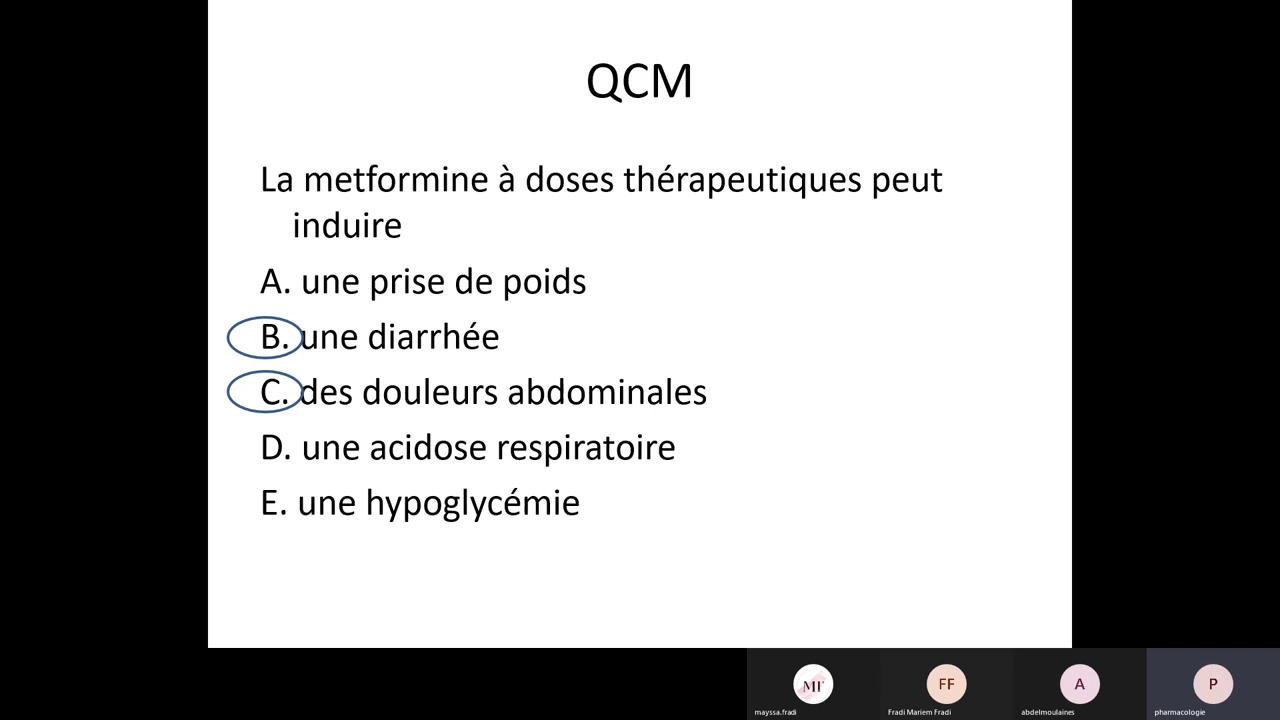 QCM
La metformine à doses thérapeutiques peut
induire
A. une prise de poids
B. une diarrhée
C. des douleurs abdominales
D. une acidose respiratoire
E. une hypoglycémie
MF
FF
A
P
mayssa.fradi
Fradi Mariem Fradi
abdelmoulaines
pharmacologie